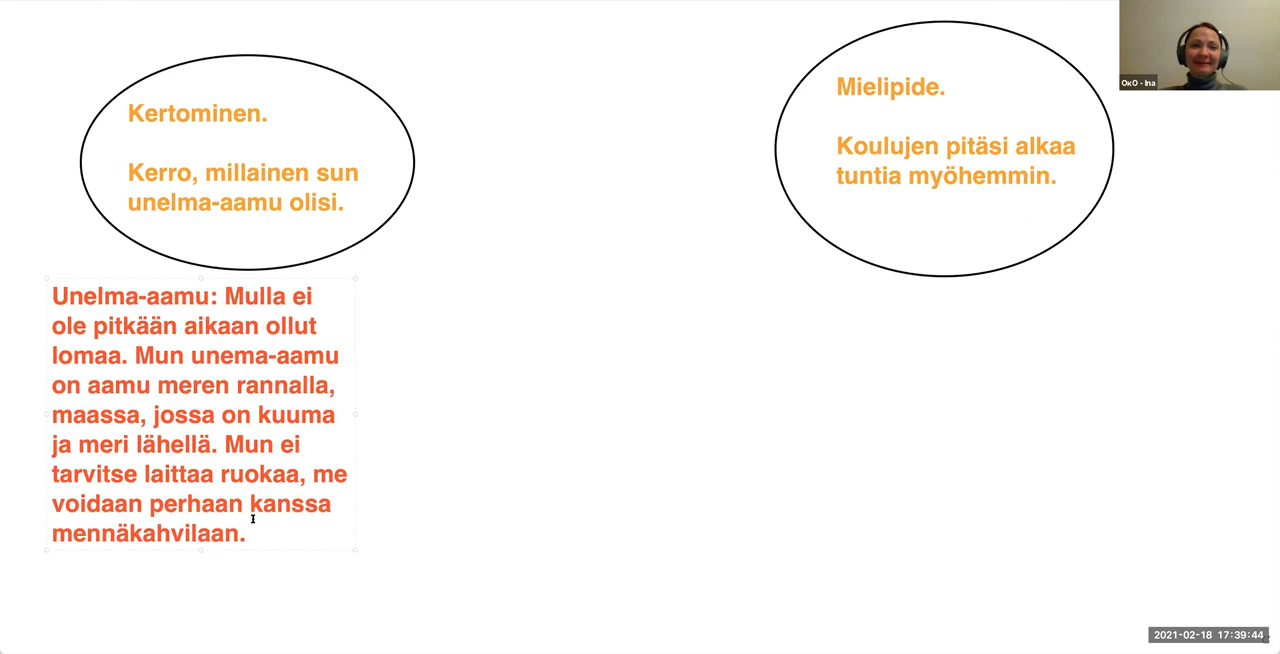 Kertominen.
Kerro, millainen sun
unelma-aamu olisi.
Mielipide.
Koulujen pitäsi alkaa
tuntia myöhemmin.
OкO - Ina
Unelma-aamu: Mulla ei
ole pitkään aikaan ollut
lomaa. Mun unema-aamu
on aamu meren rannalla,
maassa, jossa on kuuma
ja meri lähellä. Mun ei
tarvitse laittaa ruokaa, me
voidaan perhaan kanssa
mennäkahvilaan.
2021-02-18 17:39:44